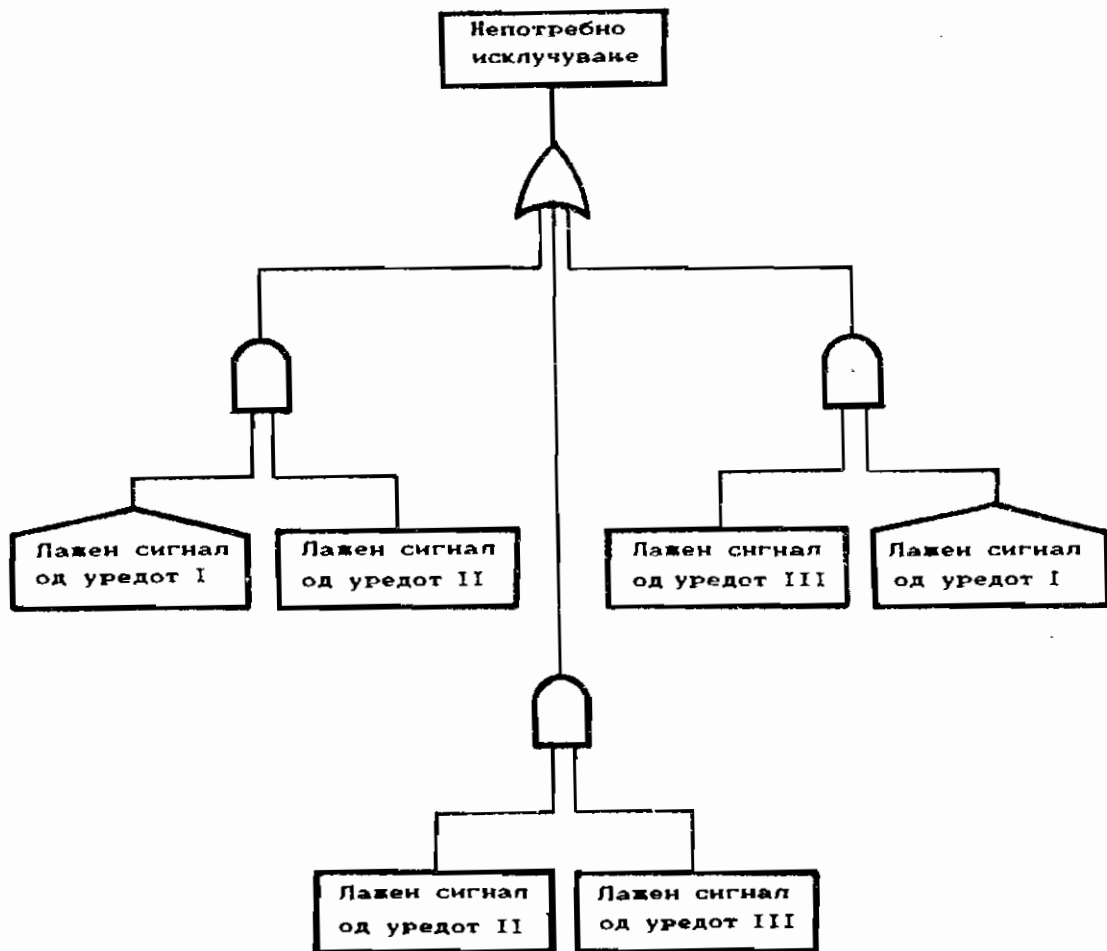 Непотребно
исклучување
Лажен сигнал
од уредот I
Лажен сигнал
од уредот II
Лажен сигнал
од уредот III
Лажен сигнал
од уредот I
Лажен сигнал
од уредот II
Лажен сигнал
од уредот III